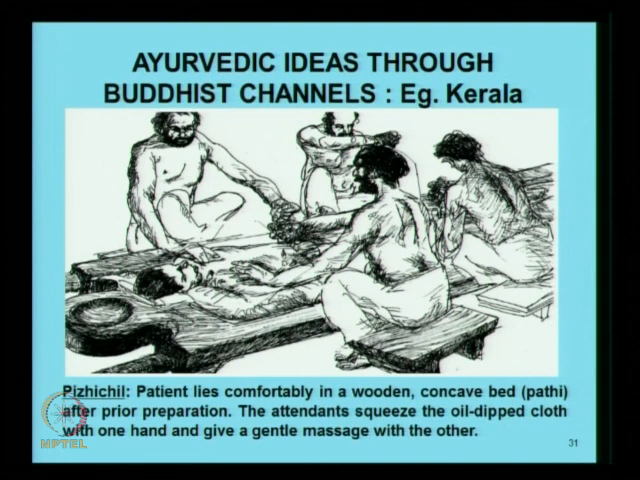 AYURVEDIC IDEAS THROUGH
BUDDHIST CHANNELS : Eg. Kerala
Pizhichil: Patient lies comfortably in a wooden, concave bed (pathi)
after prior preparation. The attendants squeeze the oil-dipped cloth
with one hand and give a gentle massage with the other.
NPTEL
31